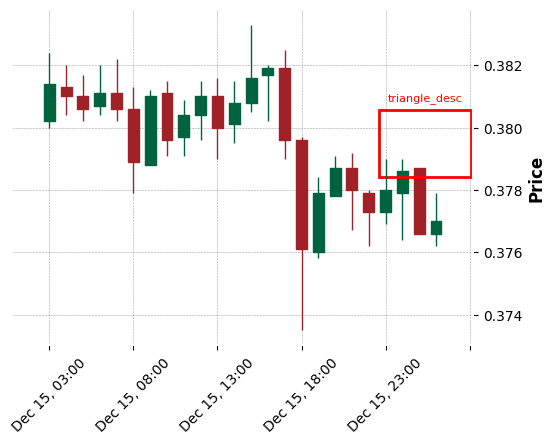 triangle_desc
0.382
0.380
0.378
0.376
0.374
Price
Dec 15, 03:00
Dec 15, 08:00
Dec 15, 13:00
Dec 15, 18:00
Dec 15, 23:00